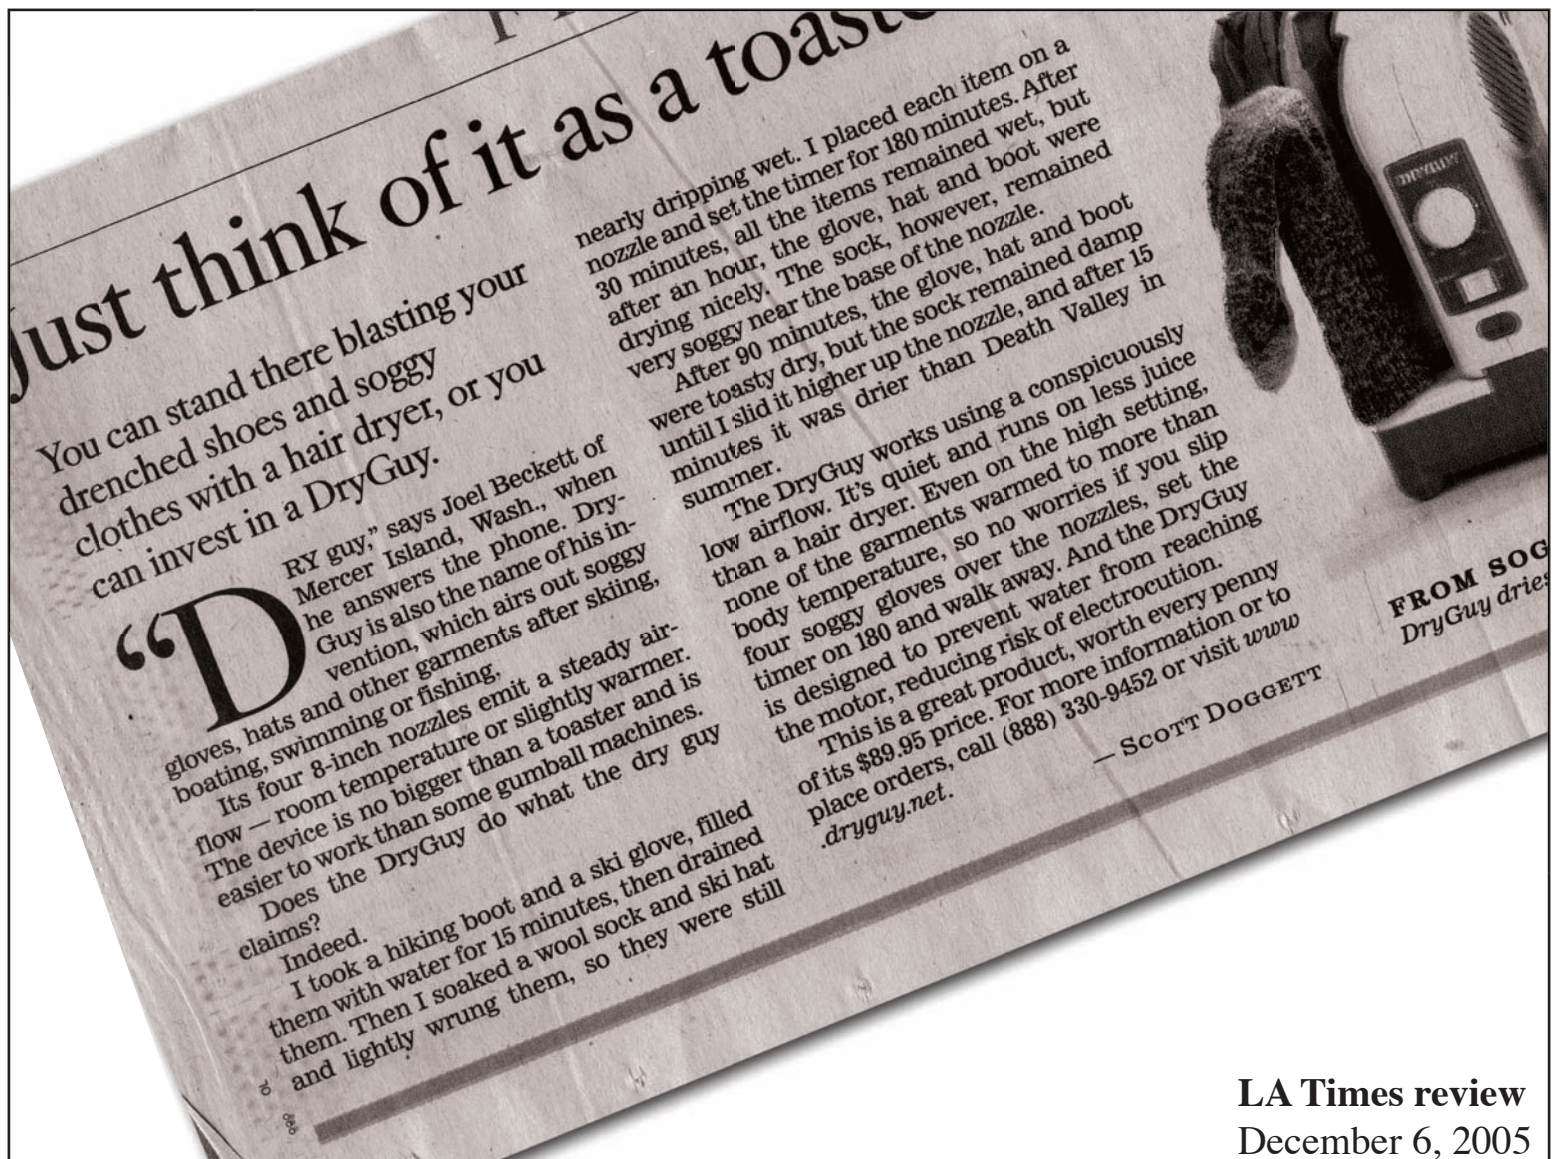 Just think of it as a
You can stand there blasting your
drenched shoes and soggy
clothes with a hair dryer, or you
can invest in a DryGuy.
“DRY guy,” says Joel Beckett of
Mercer Island, Wash., when
he answers the phone. Dry-
Guy is also the name of his in-
vention, which airs out soggy
gloves, hats and other garments after skiing,
boating, swimming or fishing,
Its four 8-inch nozzles emit a steady air-
flow — room temperature or slightly warmer.
The device is no bigger than a toaster and is
easier to work than some gumball machines.
Does the DryGuy do what the dry guy
claims?
Indeed.
I took a hiking boot and a ski glove, filled
them with water for 15 minutes, then drained
them. Then I soaked a wool sock and ski hat
and lightly wrung them, so they were still
nearly dripping wet. I placed each item on a
nozzle and set the timer for 180 minutes. After
30 minutes, all the items remained wet, but
after an hour, the glove, hat and boot were
drying nicely. The sock, however, remained
very soggy near the base of the nozzle.
After 90 minutes, the glove, hat and boot
were toasty dry, but the sock remained damp
until I slid it higher up the nozzle, and after 15
minutes it was drier than Death Valley in
summer.
The DryGuy works using a conspicuously
low airflow. It's quiet and runs on less juice
than a hair dryer. Even on the high setting,
none of the garments warmed to more than
body temperature, so no worries if you slip
four soggy gloves over the nozzles, set the
timer on 180 and walk away. And the DryGuy
is designed to prevent water from reaching
the motor, reducing risk of electrocution.
This is a great product, worth every penny
of its $89.95 price. For more information or to
place orders, call (888) 330-9452 or visit www
.dryguy.net.
— SCOTT DOGGETT
DRYGUY
FROM SOG
DryGuy dries
LA Times review
December 6, 2005